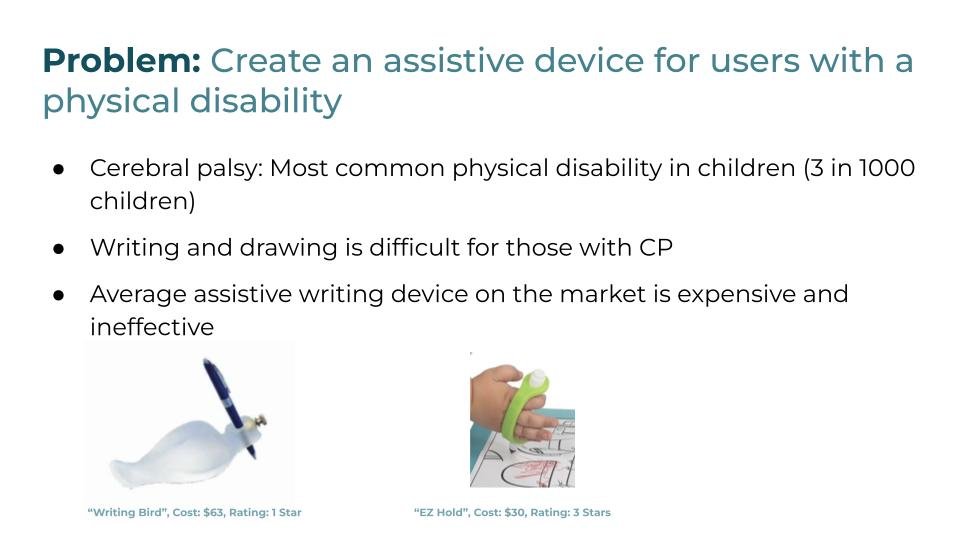 Problem: Create an assistive device for users with a
physical disability
● Cerebral palsy: Most common physical disability in children (3 in 1000
children)
● Writing and drawing is difficult for those with CP
● Average assistive writing device on the market is expensive and
ineffective
“Writing Bird”, Cost: $63, Rating: 1 Star
“EZ Hold”, Cost: $30, Rating: 3 Stars